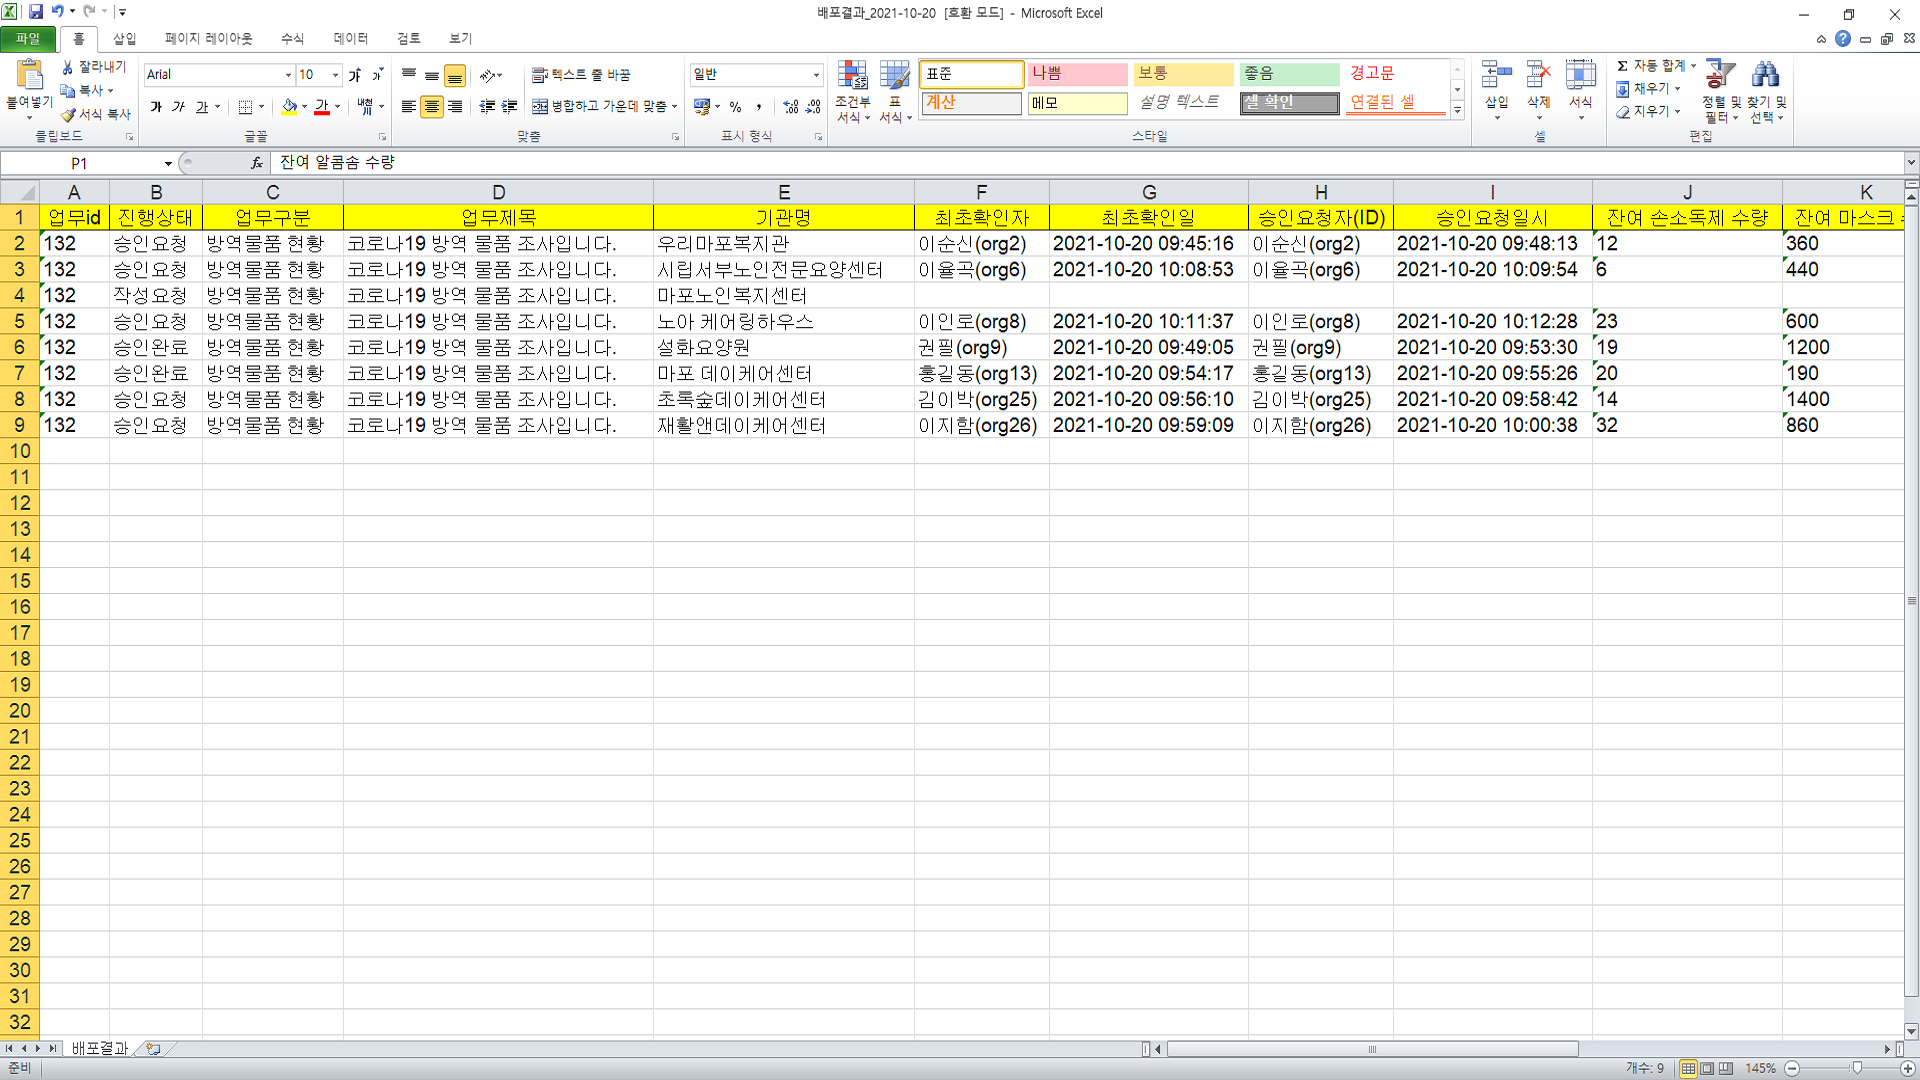 배포결과_2021-10-20 [호환 모드] - Microsoft Excel
파일 홈 삽입 페이지 레이아웃 수식 데이터 검토 보기
붙여넣기 잘라내기 복사 서식 복사 클립보드
Arial 10 가 가 가 글꼴
텍스트 줄 바꿈 병합하고 가운데 맞춤 맞춤
일반 % , 표시 형식
조건부 서식 표 서식 표준 나쁨 보통 좋음 경고문
계산 메모 설명 텍스트 셀 확인 연결된 셀 스타일
삽입 삭제 서식 셀
Σ 자동 합계 채우기 지우기 정렬 및 필터 찾기 및 선택 편집
P1 fx 잔여 알콤솜 수량
A B C D E F G H I J K
1 업무id 진행상태 업무구분 업무제목 기관명 최초확인자 최초확인일 승인요청자(ID) 승인요청일시 잔여 손소독제 수량 잔여 마스크
2 132 승인요청 방역물품 현황 코로나19 방역 물품 조사입니다. 우리마포복지관 이순신(org2) 2021-10-20 09:45:16 이순신(org2) 2021-10-20 09:48:13 12 360
3 132 승인요청 방역물품 현황 코로나19 방역 물품 조사입니다. 시립서부노인전문요양센터 이율곡(org6) 2021-10-20 10:08:53 이율곡(org6) 2021-10-20 10:09:54 6 440
4 132 작성요청 방역물품 현황 코로나19 방역 물품 조사입니다. 마포노인복지센터
5 132 승인요청 방역물품 현황 코로나19 방역 물품 조사입니다. 노아 케어링하우스 이인로(org8) 2021-10-20 10:11:37 이인로(org8) 2021-10-20 10:12:28 23 600
6 132 승인완료 방역물품 현황 코로나19 방역 물품 조사입니다. 설화요양원 권필(org9) 2021-10-20 09:49:05 권필(org9) 2021-10-20 09:53:30 19 1200
7 132 승인완료 방역물품 현황 코로나19 방역 물품 조사입니다. 마포 데이케어센터 홍길동(org13) 2021-10-20 09:54:17 홍길동(org13) 2021-10-20 09:55:26 20 190
8 132 승인요청 방역물품 현황 코로나19 방역 물품 조사입니다. 초록숲데이케어센터 김이박(org25) 2021-10-20 09:56:10 김이박(org25) 2021-10-20 09:58:42 14 1400
9 132 승인요청 방역물품 현황 코로나19 방역 물품 조사입니다. 재활앤데이케어센터 이지함(org26) 2021-10-20 09:59:09 이지함(org26) 2021-10-20 10:00:38 32 860
10
11
12
13
14
15
16
17
18
19
20
21
22
23
24
25
26
27
28
29
30
31
32
배포결과
준비 개수: 9 145%